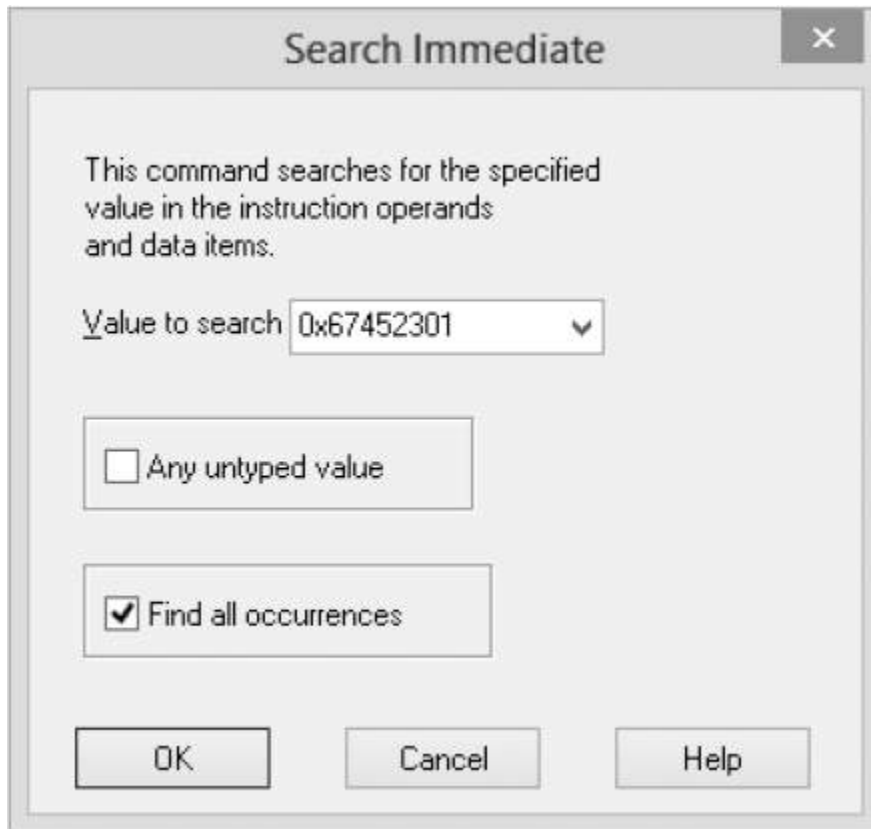 Search Immediate
×
This command searches for the specified
value in the instruction operands
and data items.
Value to search 0x67452301
Any untyped value
Find all occurrences
OK Cancel Help